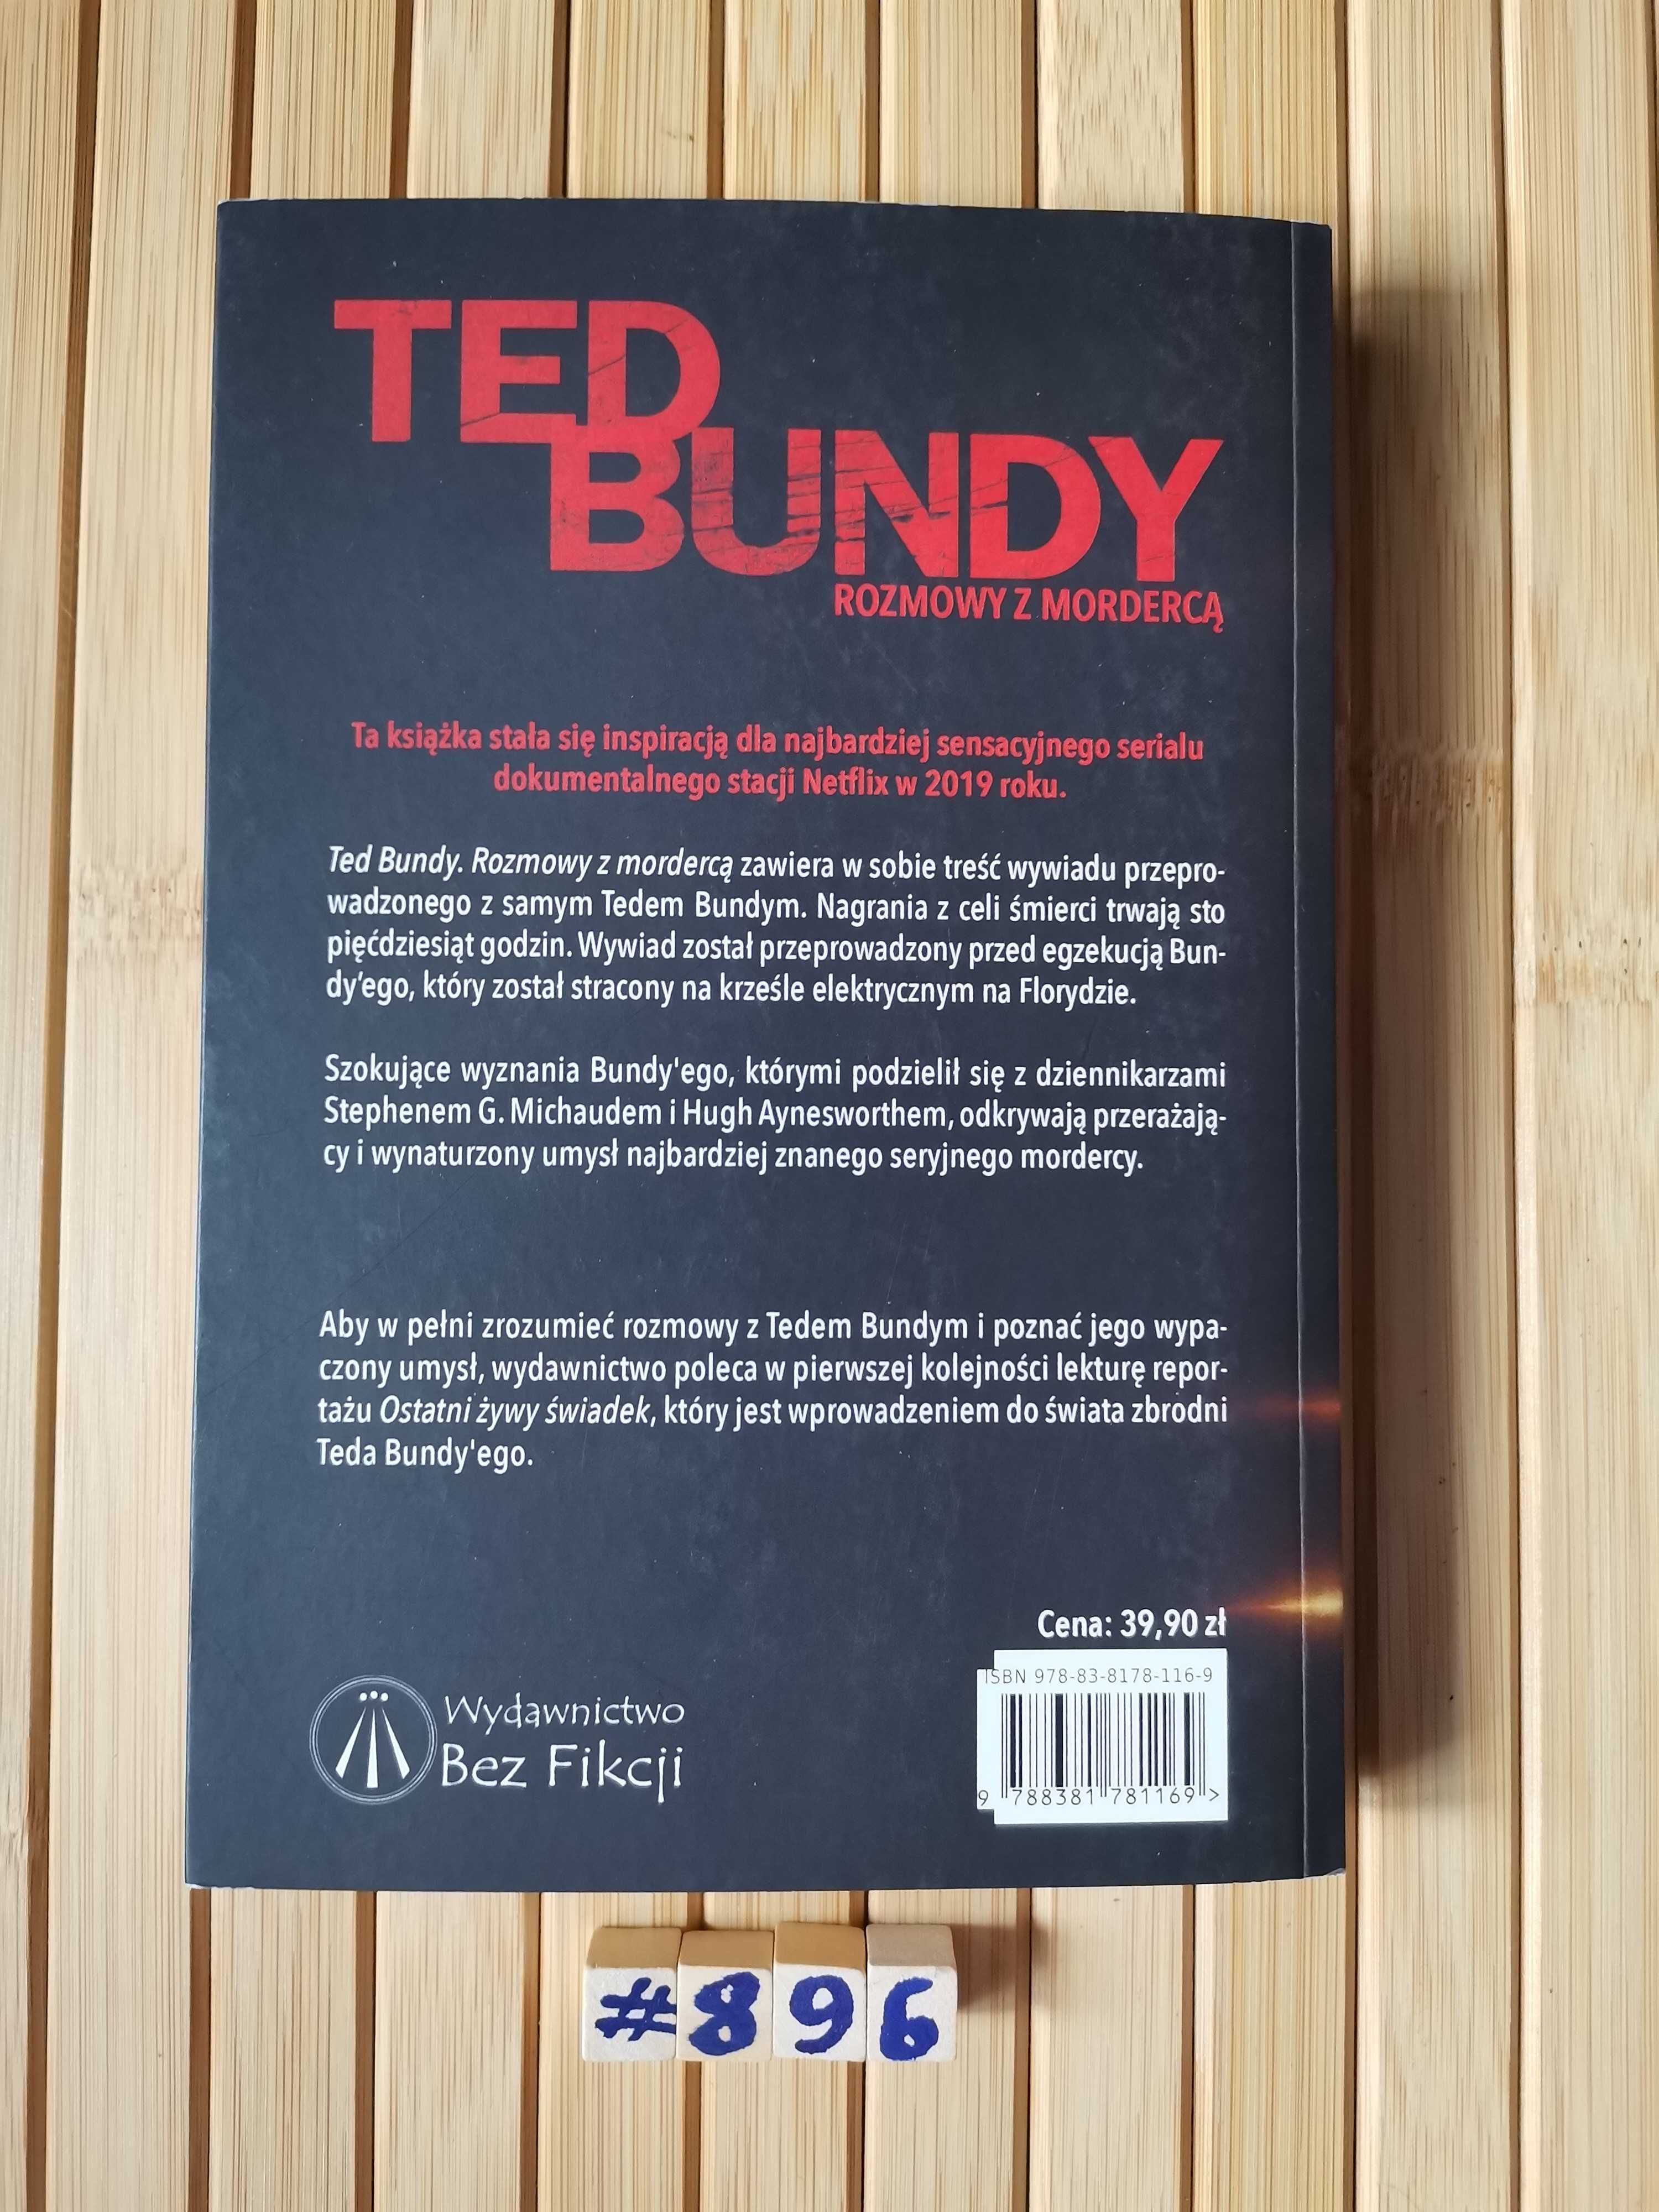 TED
BUNDY
ROZMOWY Z MORDERCĄ
Ta książka stała się inspiracją dla najbardziej sensacyjnego serialu
dokumentalnego stacji Netflix w 2019 roku.
Ted Bundy. Rozmowy z mordercą zawiera w sobie treść wywiadu przepro-
wadzonego z samym Tedem Bundym. Nagrania z celi śmierci trwają sto
pięćdziesiąt godzin. Wywiad został przeprowadzony przed egzekucją Bun-
dy'ego, który został stracony na krześle elektrycznym na Florydzie.
Szokujące wyznania Bundy'ego, którymi podzielił się z dziennikarzami
Stephenem G. Michaudem i Hugh Aynesworthem, odkrywają przerażają-
cy i wynaturzony umysł najbardziej znanego seryjnego mordercy.
Aby w pełni zrozumieć rozmowy z Tedem Bundym i poznać jego wypa-
czony umysł, wydawnictwo poleca w pierwszej kolejności lekturę repor-
tażu Ostatni żywy świadek, który jest wprowadzeniem do świata zbrodni
Teda Bundy'ego.
Cena: 39,90 zł
ISBN 978-83-8178-116-9
9 788381 781169 >
Wydawnictwo
Bez Fikcji
#896